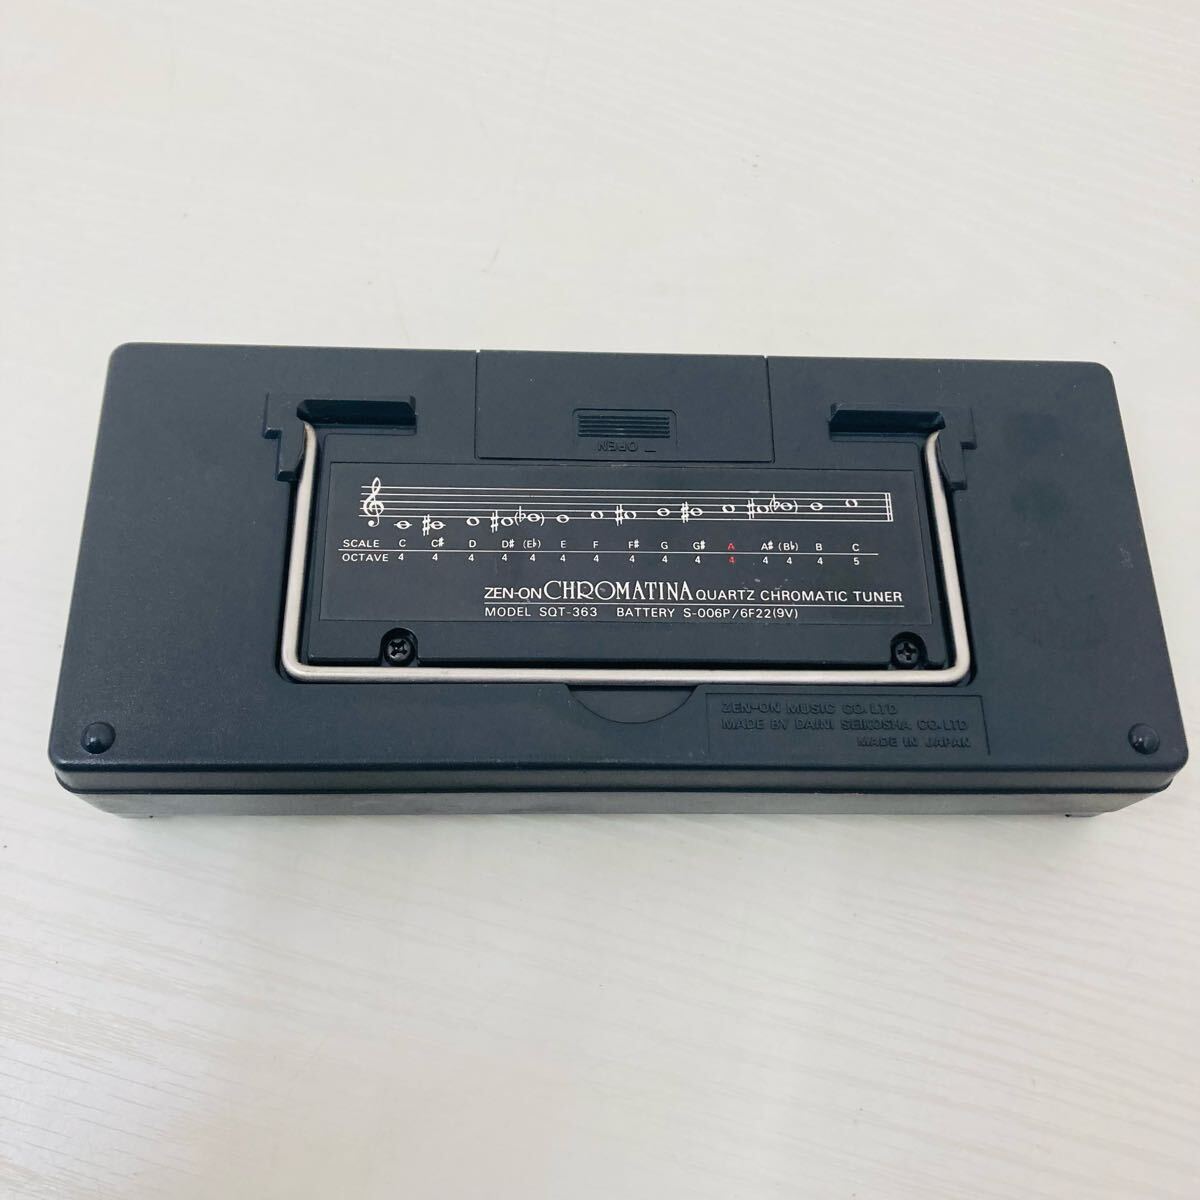 OPEN
SCALE C C♯ D D♯ (E♭) E F F♯ G G♯ A A♯ (B♭) B C
OCTAVE 4 4 4 4 4 4 4 4 4 4 4 4 4 4 5
ZEN-ON CHROMATINA QUARTZ CHROMATIC TUNER
MODEL SQT-363 BATTERY S-006P/6F22(9V)
ZEN-ON MUSIC CO. LTD
MADE BY DAINI SEIKOSHA CO. LTD
MADE IN JAPAN